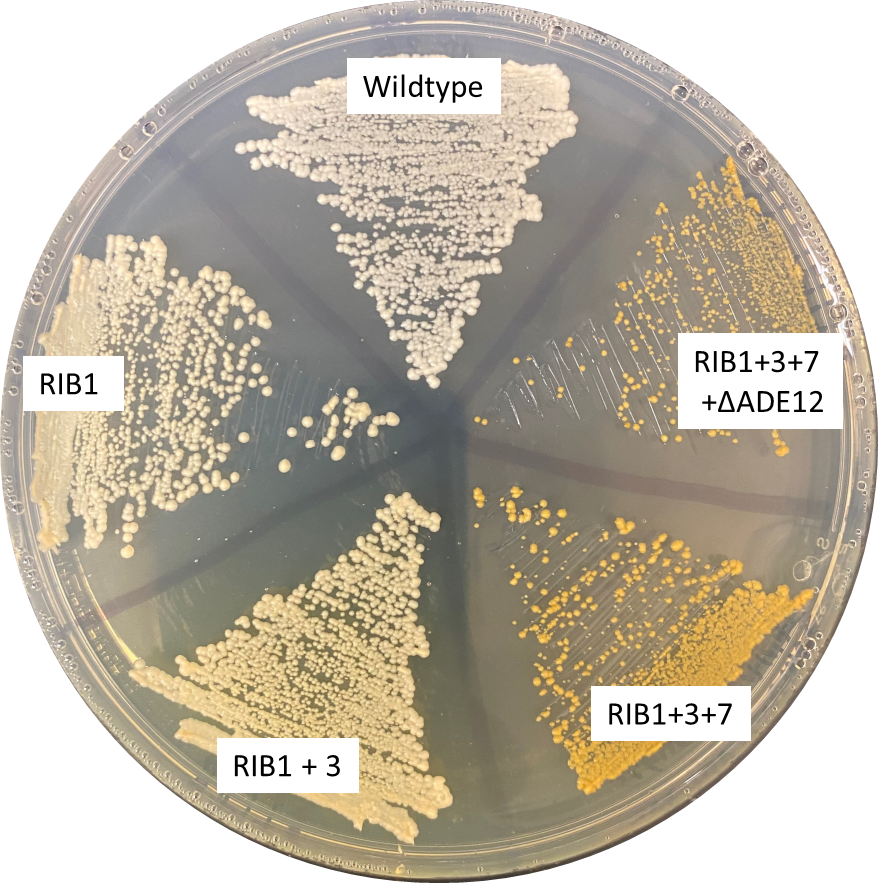 Wildtype
RIB1+3+7
+ΔADE12
RIB1
RIB1+3+7
RIB1 + 3